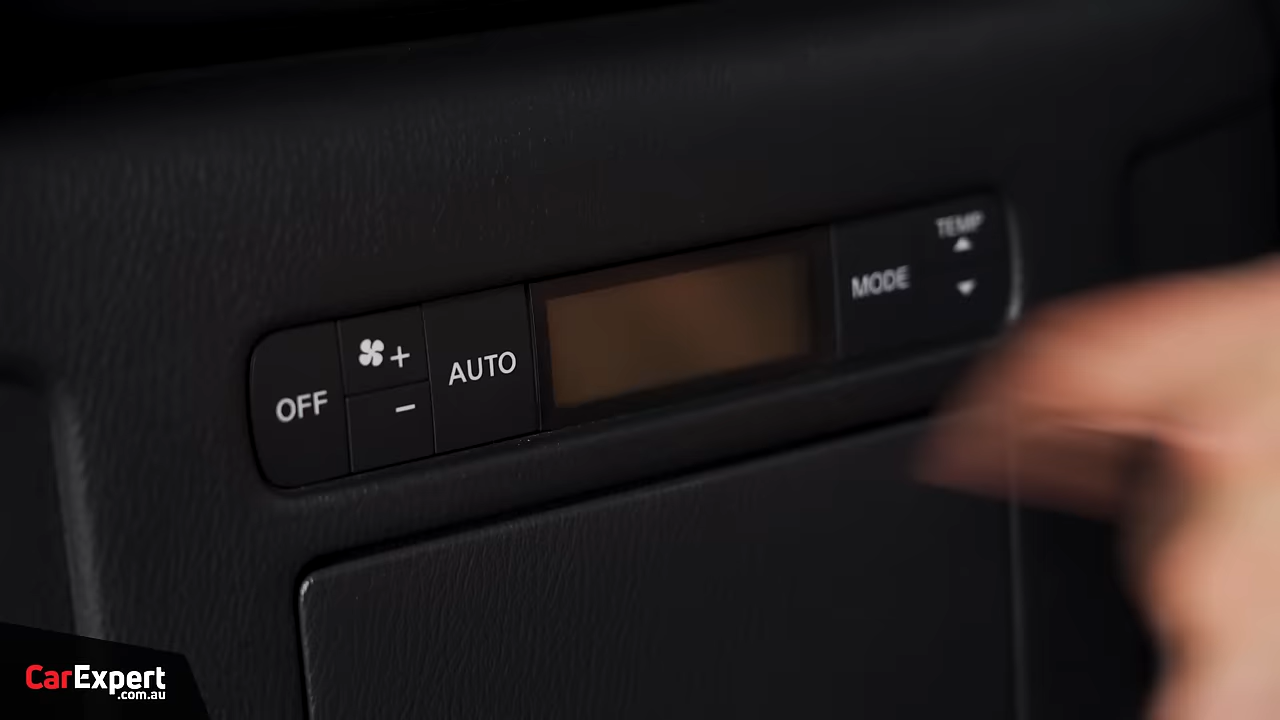 OFF
+
-
AUTO
MODE
TEMP
CarExpert
.com.au